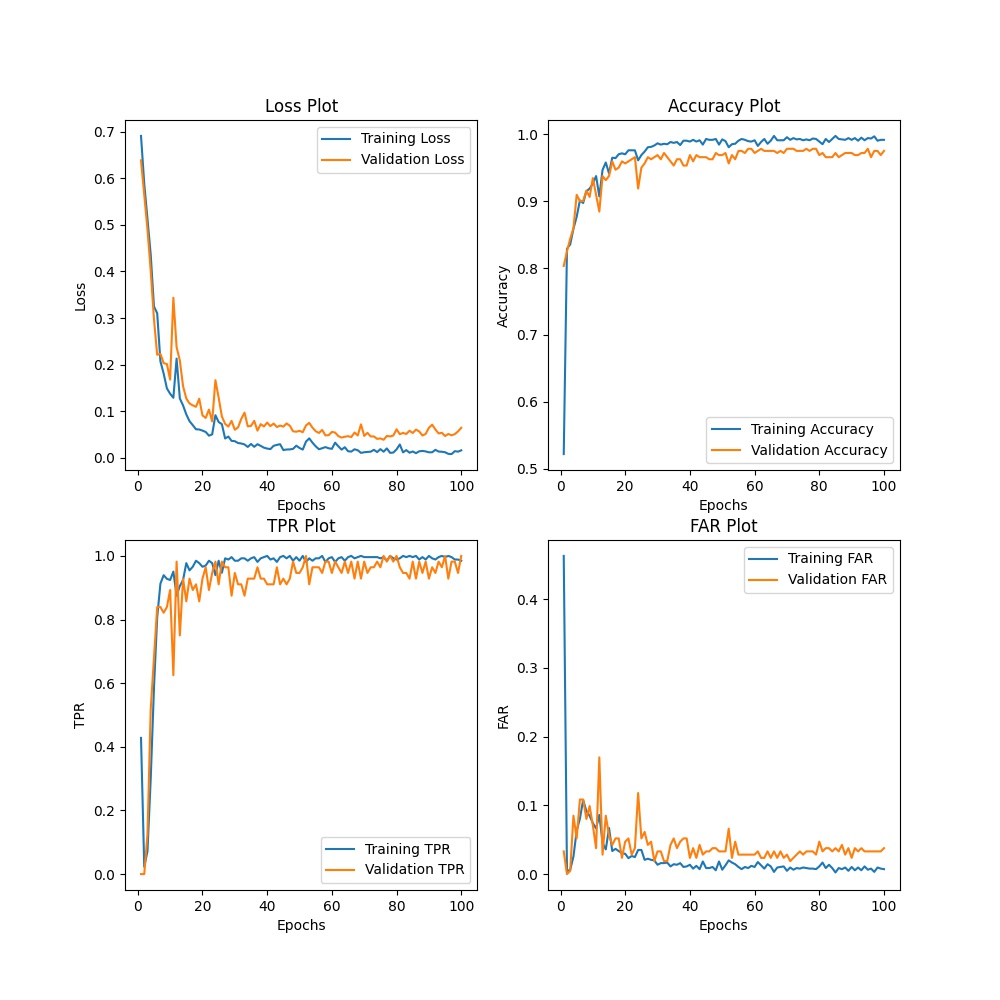 Loss Plot
0.7
0.6
0.5
0.4
0.3
0.2
0.1
0.0
Loss
Training Loss
Validation Loss
0 20 40 60 80 100
Epochs
Accuracy Plot
1.0
0.9
0.8
0.7
0.6
0.5
Accuracy
Training Accuracy
Validation Accuracy
0 20 40 60 80 100
Epochs
TPR Plot
1.0
0.8
0.6
0.4
0.2
0.0
TPR
Training TPR
Validation TPR
0 20 40 60 80 100
Epochs
FAR Plot
0.4
0.3
0.2
0.1
0.0
FAR
Training FAR
Validation FAR
0 20 40 60 80 100
Epochs